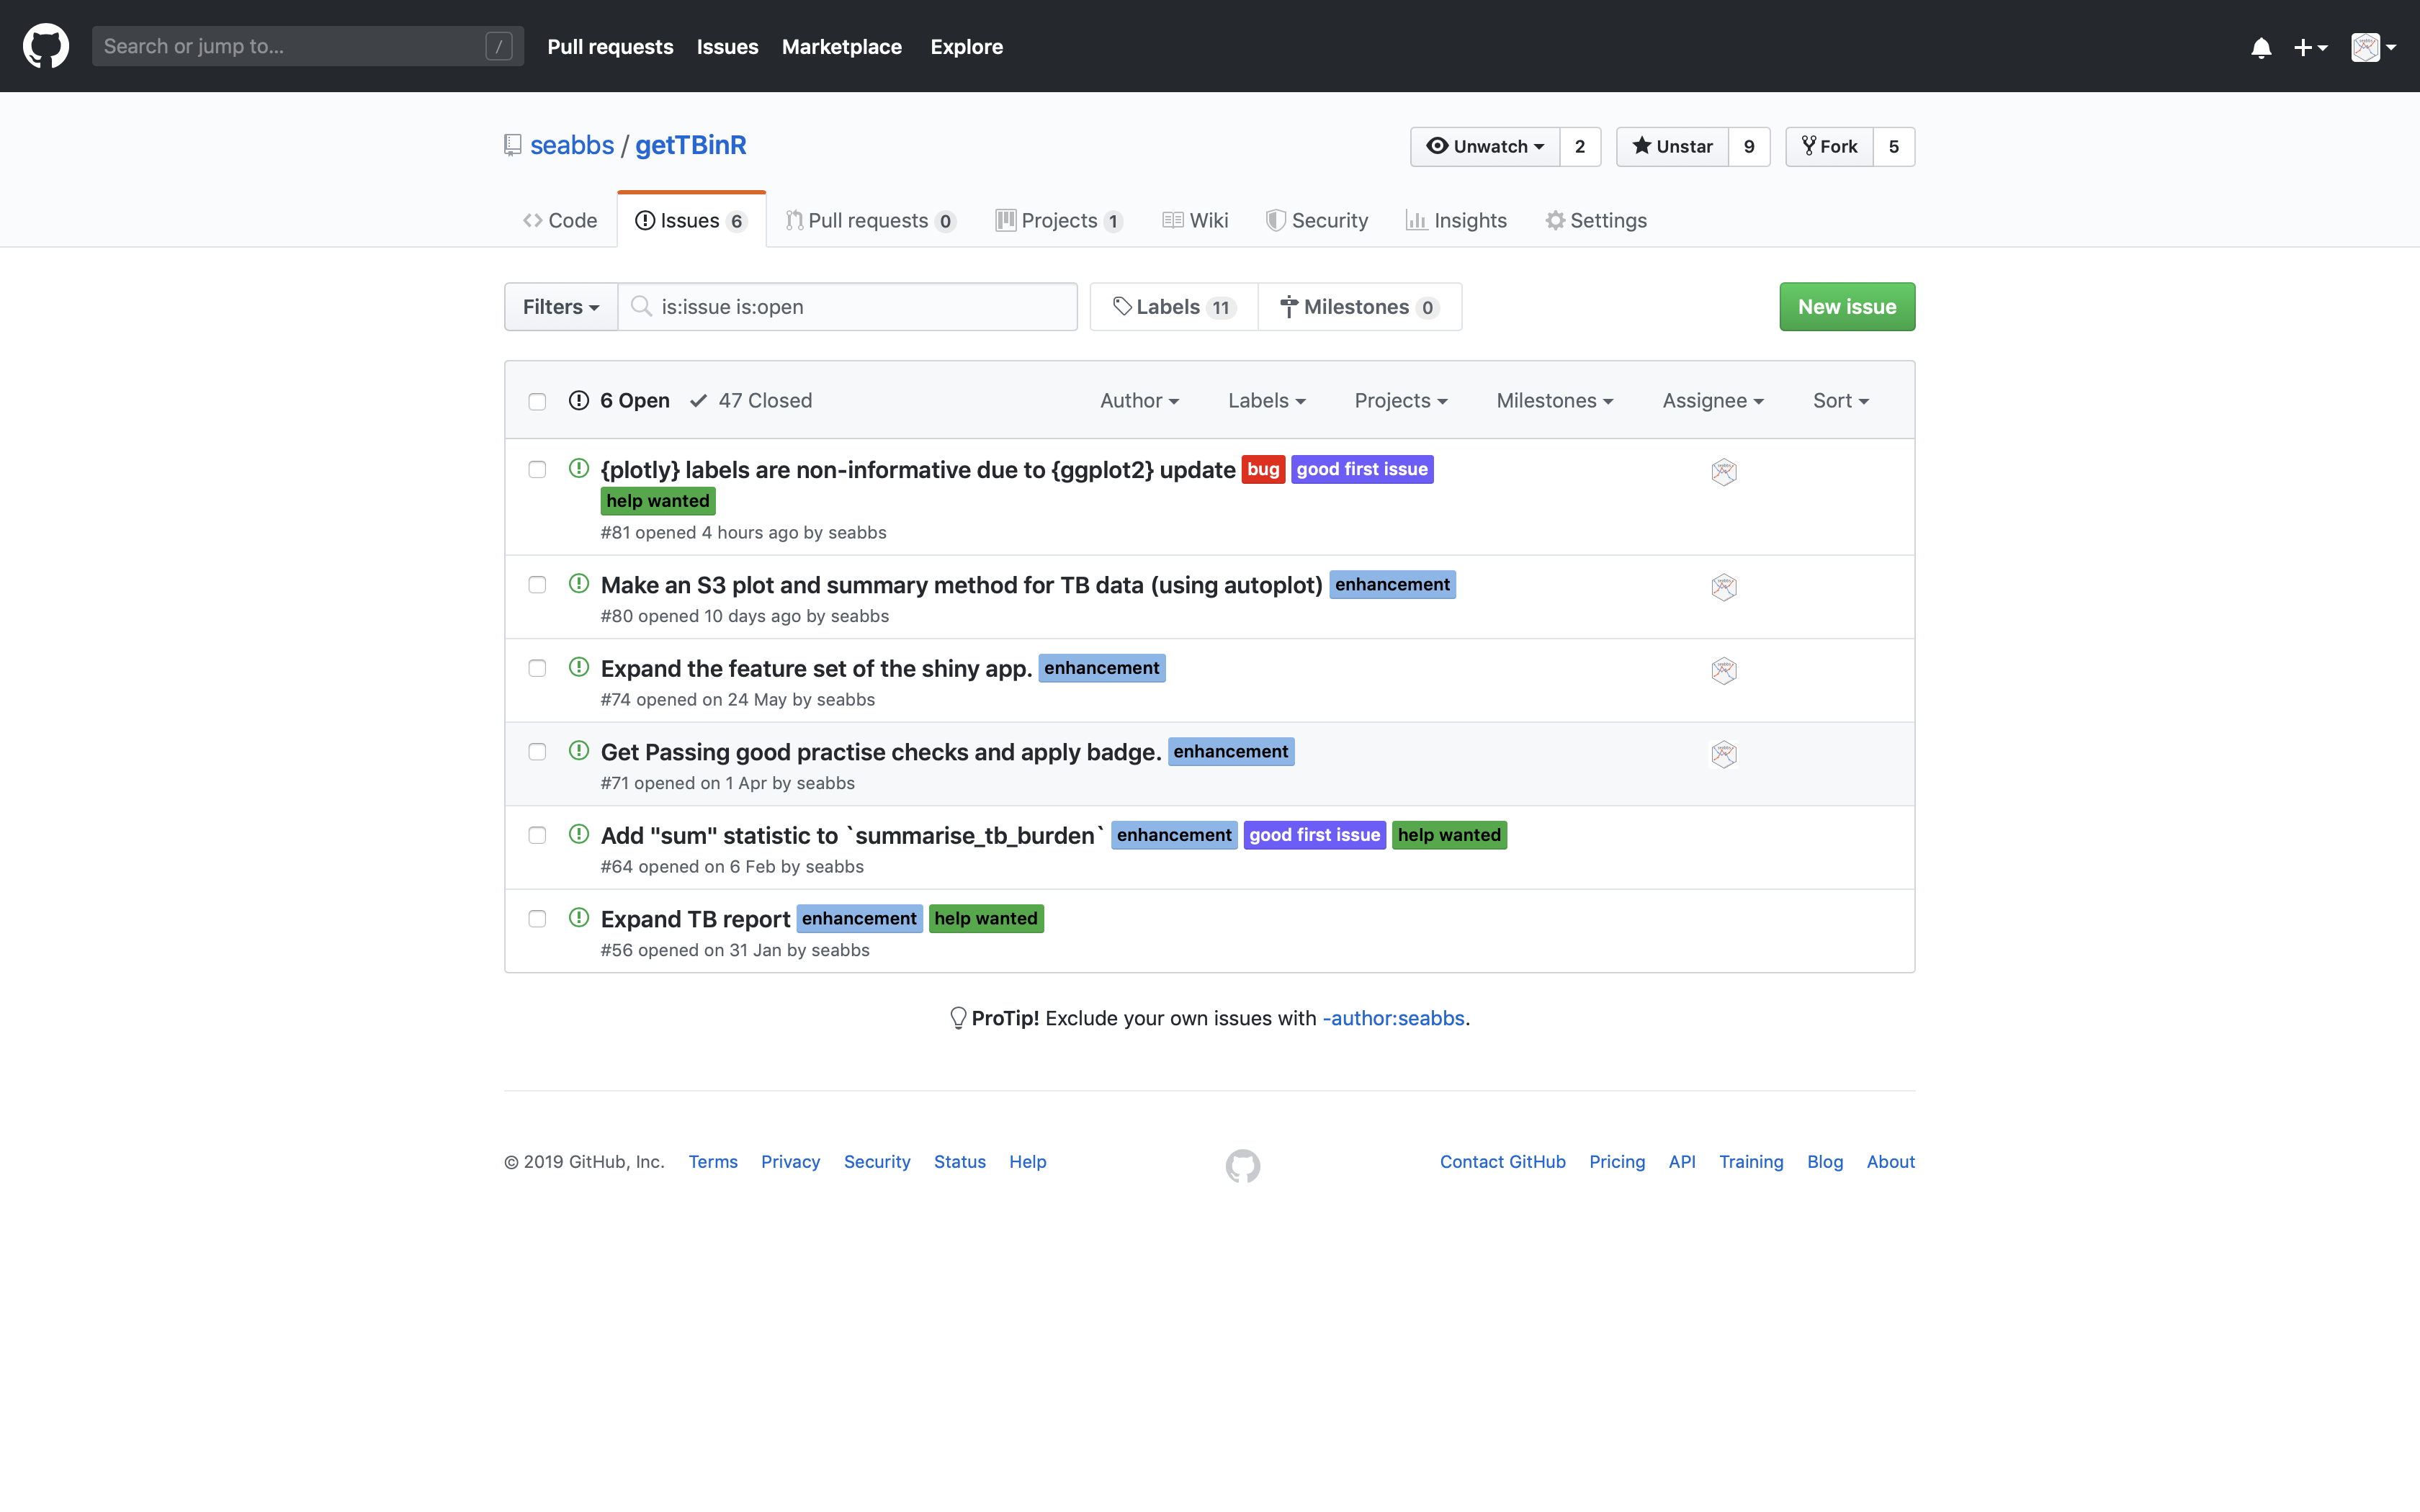 Search or jump to... / Pull requests Issues Marketplace Explore
seabbs / getTBinR Unwatch 2 Unstar 9 Fork 5
Code Issues 6 Pull requests 0 Projects 1 Wiki Security Insights Settings
Filters is:issue is:open Labels 11 Milestones 0 New issue
6 Open 47 Closed Author Labels Projects Milestones Assignee Sort
{plotly} labels are non-informative due to {ggplot2} update bug good first issue
help wanted
#81 opened 4 hours ago by seabbs
Make an S3 plot and summary method for TB data (using autoplot) enhancement
#80 opened 10 days ago by seabbs
Expand the feature set of the shiny app. enhancement
#74 opened on 24 May by seabbs
Get Passing good practise checks and apply badge. enhancement
#71 opened on 1 Apr by seabbs
Add "sum" statistic to `summarise_tb_burden` enhancement good first issue help wanted
#64 opened on 6 Feb by seabbs
Expand TB report enhancement help wanted
#56 opened on 31 Jan by seabbs
ProTip! Exclude your own issues with -author:seabbs.
© 2019 GitHub, Inc. Terms Privacy Security Status Help Contact GitHub Pricing API Training Blog About